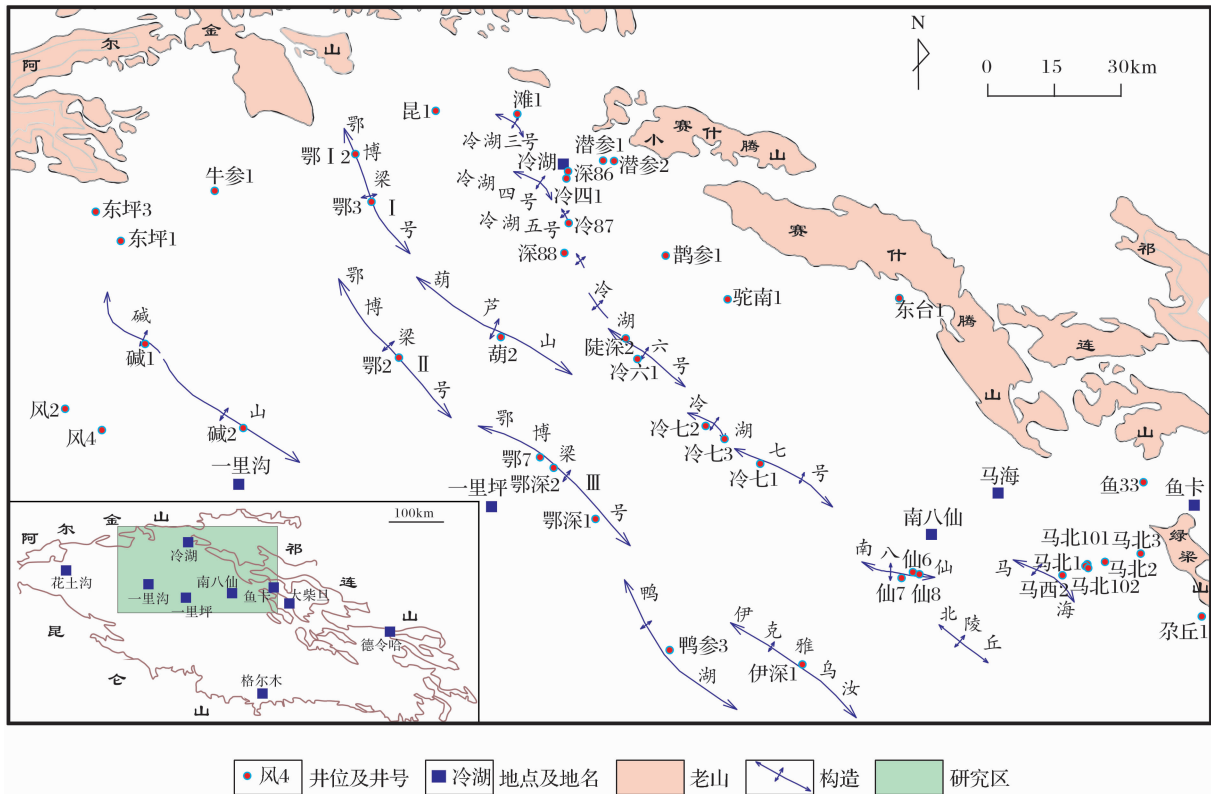 阿尔金山
N
0 15 30km
昆1
滩1
冷湖三号
潜参1
小赛什腾山
鄂Ⅰ2
鄂博梁Ⅰ号
冷湖
深86
潜参2
牛参1
冷湖四号
冷四1
东坪3
鄂3
冷湖五号
冷87
赛什腾山
祁连山
东坪1
深88
鹊参1
鄂博梁Ⅱ号
葫芦山
驼南1
东台1
碱山
碱1
鄂2
葫2
冷湖六号
陡深2
冷六1
风2
风4
碱2
鄂博梁Ⅲ号
冷湖七号
冷七2
冷七3
冷七1
一里沟
鄂7
鄂深2
一里坪
鄂深1
马海
鱼33
鱼卡
南八仙
绿梁山
南八仙
仙6
仙7
仙8
马海
马北101
马北3
马北1
马北2
马西2
马北102
北陵丘
尕丘1
鸭湖
鸭参3
伊克雅乌汝
伊深1
100km
阿尔金山
冷湖
祁连山
花土沟
一里沟
一里坪
南八仙
鱼卡
大柴旦
德令哈
昆仑山
格尔木
风4 井位及井号
冷湖 地点及地名
老山
构造
研究区